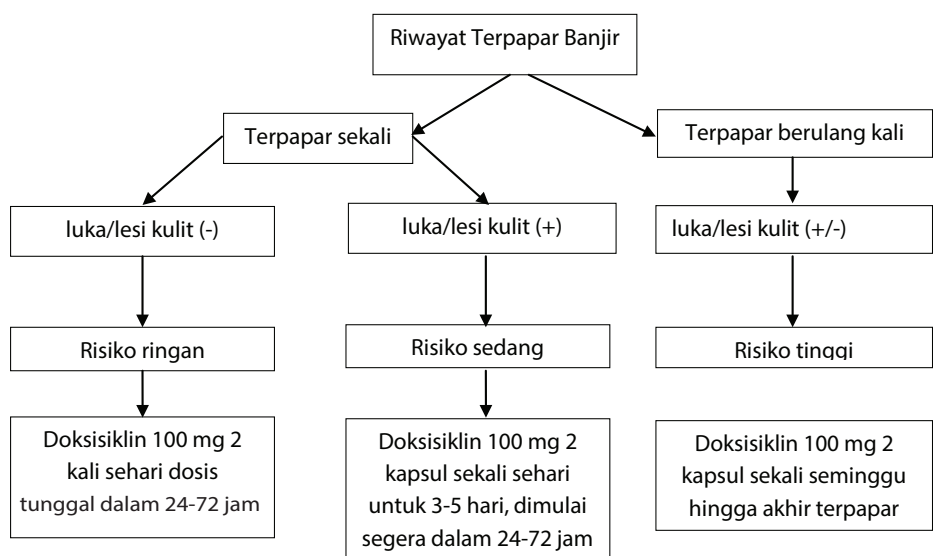 Riwayat Terpapar Banjir
Terpapar sekali
Terpapar berulang kali
luka/lesi kulit (-)
luka/lesi kulit (+)
luka/lesi kulit (+/-)
Risiko ringan
Risiko sedang
Risiko tinggi
Doksisiklin 100 mg 2
kali sehari dosis
tunggal dalam 24-72 jam
Doksisiklin 100 mg 2
kapsul sekali sehari
untuk 3-5 hari, dimulai
segera dalam 24-72 jam
Doksisiklin 100 mg 2
kapsul sekali seminggu
hingga akhir terpapar